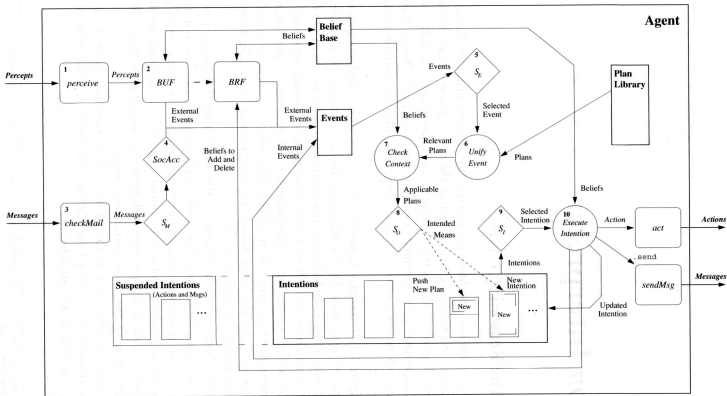 Agent
Belief
Base
Beliefs
Percepts
1
perceive
Percepts
2
BUF
BRF
External
Events
External
Events
Events
Internal
Events
Beliefs to
Add and
Delete
4
SocAcc
Messages
3
checkMail
Messages
S_M
Events
5
S_E
Selected
Event
Plan
Library
Beliefs
7
Check
Context
Relevant
Plans
6
Unify
Event
Plans
Applicable
Plans
8
S_O
Intended
Means
9
S_I
Selected
Intention
Beliefs
10
Execute
Intention
Action
act
Actions
.send
sendMsg
Messages
Intentions
Suspended Intentions
(Actions and Msgs)
...
Intentions
Push
New Plan
New
New
Intention
New
...
Updated
Intention